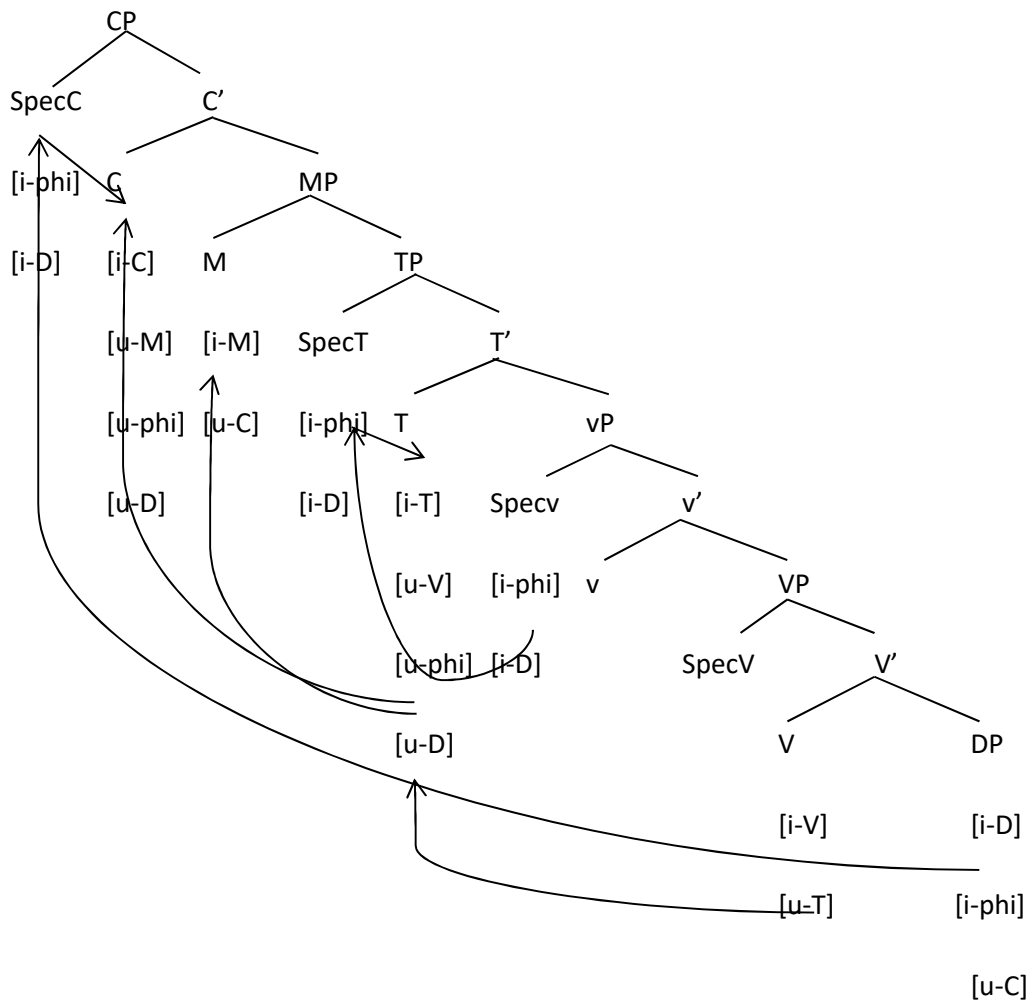 CP
SpecC C’
[i-phi] C MP
[i-D] [i-C] M TP
[u-M] [i-M] SpecT T’
[u-phi] [u-C] [i-phi] T vP
[u-D] [i-D] [i-T] Specv v’
[u-V] [i-phi] v VP
[u-phi] [i-D] SpecV V’
[u-D] V DP
[i-V] [i-D]
[u-T] [i-phi]
[u-C]